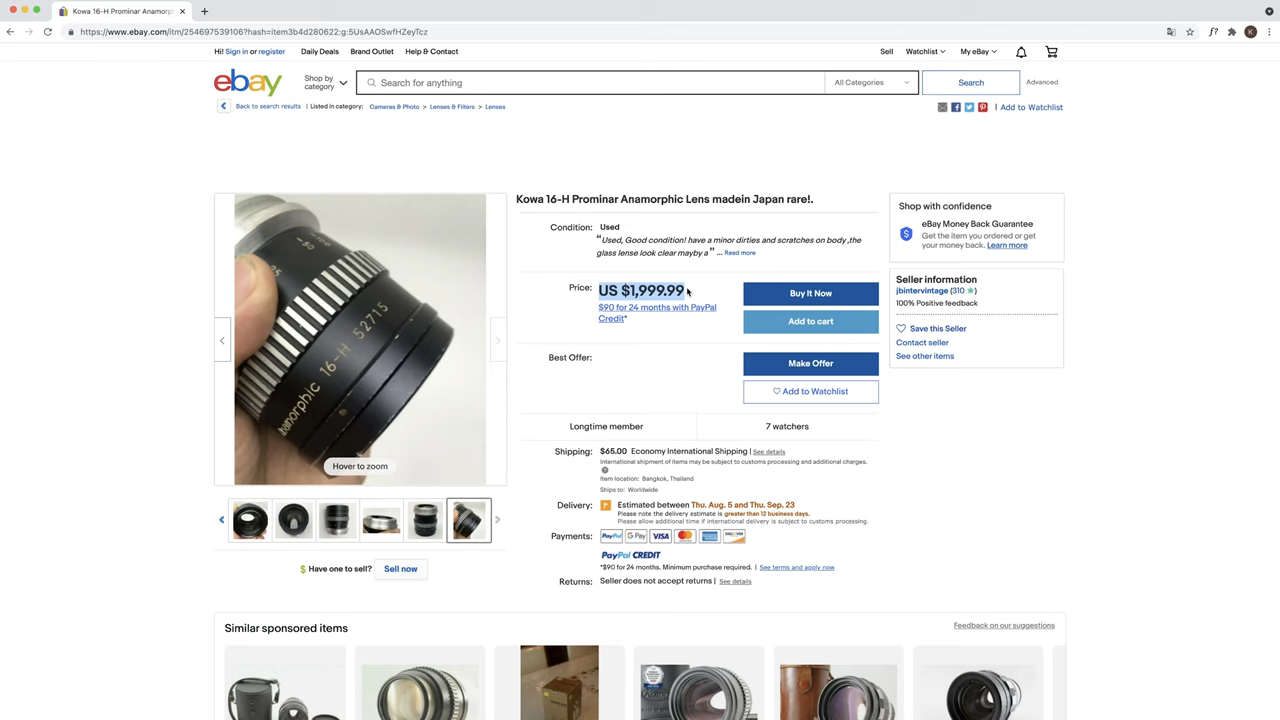 Kowa 16-H Prominar Anamorp
https://www.ebay.com/itm/254697539106?hash=item3b4d280622:g:5UsAAOSwfHZeyTcz
K
Hi! Sign in or register
Daily Deals
Brand Outlet
Help & Contact
Sell
Watchlist
My eBay
ebay
Shop by
category
Search for anything
All Categories
Search
Advanced
Back to search results | Listed in category:
Cameras & Photo > Lenses & Filters > Lenses
| Add to Watchlist
Kowa 16-H Prominar Anamorphic Lens madein Japan rare!.
Condition: Used
“Used, Good condition! have a minor dirties and scratches on body ,the
glass lense look clear mayby a” ... Read more
Price: US $1,999.99
$90 for 24 months with PayPal
Credit*
Buy It Now
Add to cart
Best Offer:
Make Offer
Add to Watchlist
Longtime member
7 watchers
Shipping: $65.00 Economy International Shipping | See details
International shipment of items may be subject to customs processing and additional charges.
Item location: Bangkok, Thailand
Ships to: Worldwide
Delivery: Estimated between Thu. Aug. 5 and Thu. Sep. 23
Please note the delivery estimate is greater than 12 business days.
Please allow additional time if international delivery is subject to customs processing.
Payments: PayPal G Pay VISA
PayPal CREDIT
*$90 for 24 months. Minimum purchase required. | See terms and apply now
Returns: Seller does not accept returns | See details
Shop with confidence
eBay Money Back Guarantee
Get the item you ordered or get
your money back. Learn more
Seller information
jbintervintage (310)
100% Positive feedback
Save this Seller
Contact seller
See other items
Anamorphic 16-H 52715
Hover to zoom
Have one to sell? Sell now
Similar sponsored items
Feedback on our suggestions